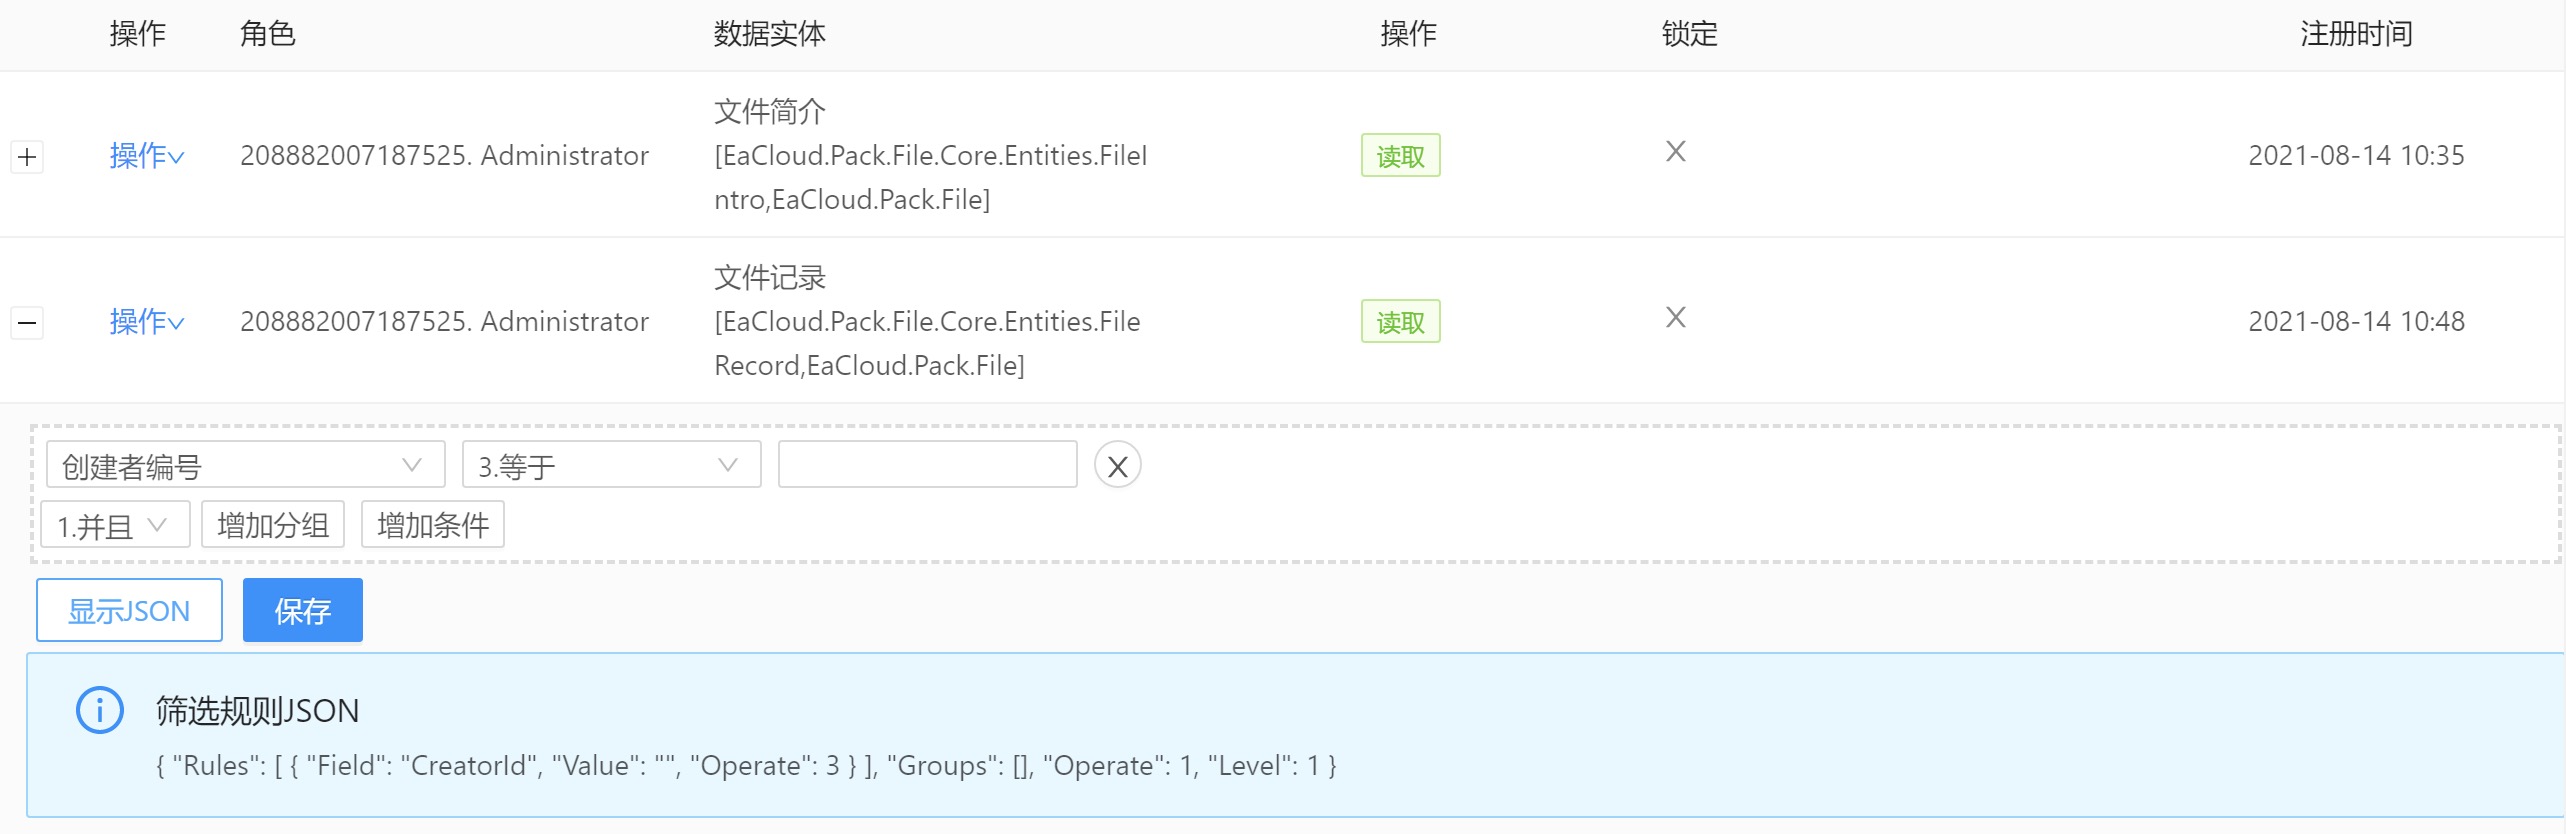 操作 角色 数据实体 操作 锁定 注册时间
文件简介
操作 208882007187525. Administrator [EaCloud.Pack.File.Core.Entities.FileI 读取 X 2021-08-14 10:35
ntro,EaCloud.Pack.File]
文件记录
操作 208882007187525. Administrator [EaCloud.Pack.File.Core.Entities.File 读取 X 2021-08-14 10:48
Record,EaCloud.Pack.File]
创建者编号 3.等于 X
1.并且 增加分组 增加条件
显示JSON 保存
筛选规则JSON
{ "Rules": [ { "Field": "CreatorId", "Value": "", "Operate": 3 } ], "Groups": [], "Operate": 1, "Level": 1 }